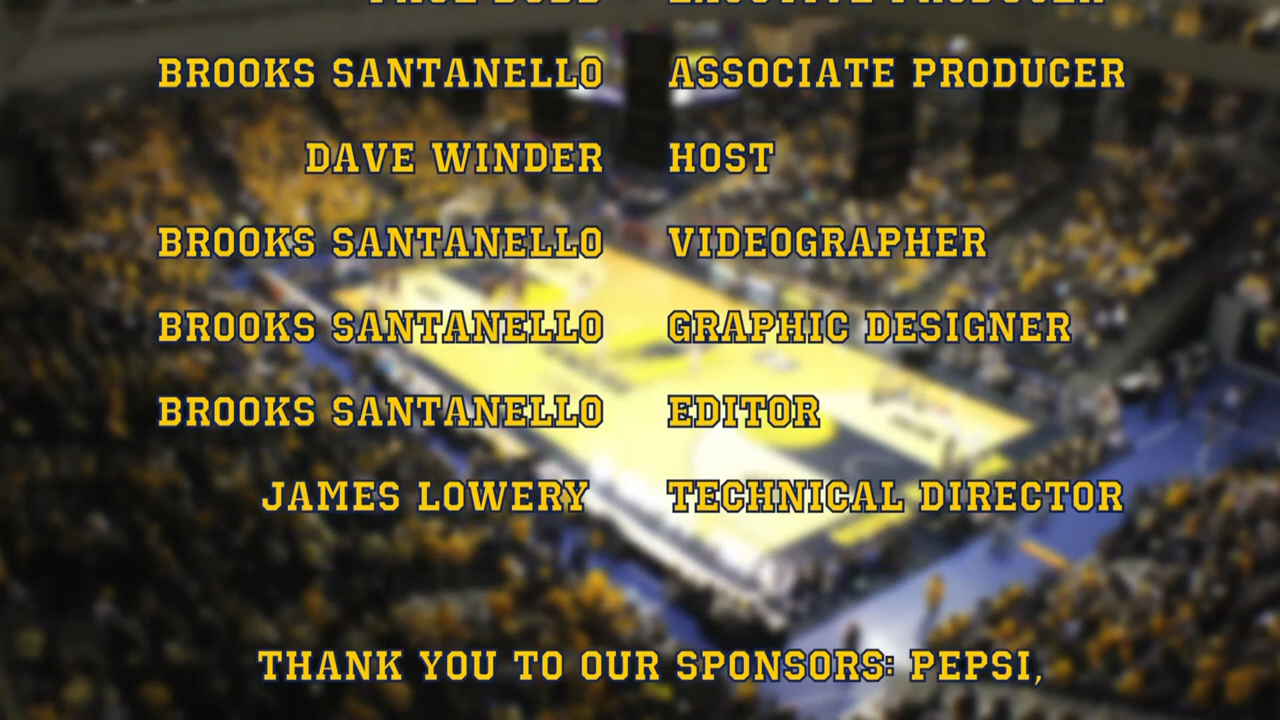 BROOKS SANTANELLO ASSOCIATE PRODUCER
DAVE WINDER HOST
BROOKS SANTANELLO VIDEOGRAPHER
BROOKS SANTANELLO GRAPHIC DESIGNER
BROOKS SANTANELLO EDITOR
JAMES LOWERY TECHNICAL DIRECTOR
THANK YOU TO OUR SPONSORS: PEPSI,